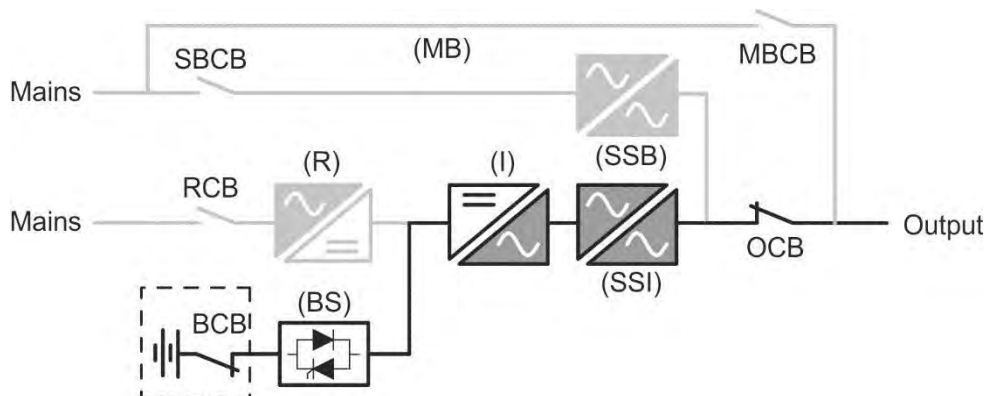 (MB)
MBCB
SBCB
Mains
(SSB)
(R)
(I)
RCB
Mains
Output
OCB
(SSI)
(BS)
BCB